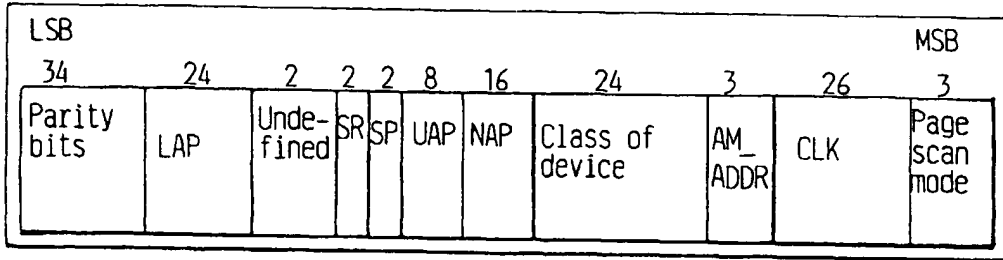 LSB MSB
34 24 2 2 2 8 16 24 3 26 3
Parity bits
LAP
Unde-
fined
SR
SP
UAP
NAP
Class of
device
AM_
ADDR
CLK
Page
scan
mode